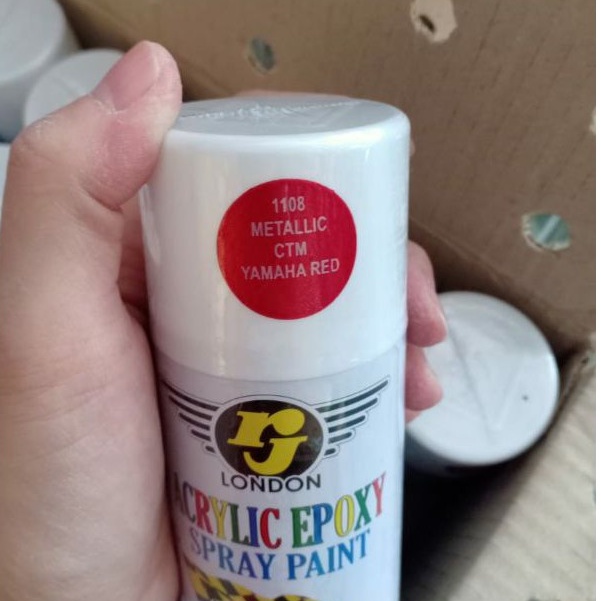 1108
METALLIC
CTM
YAMAHA RED
rj
LONDON
ACRYLIC EPOXY
SPRAY PAINT